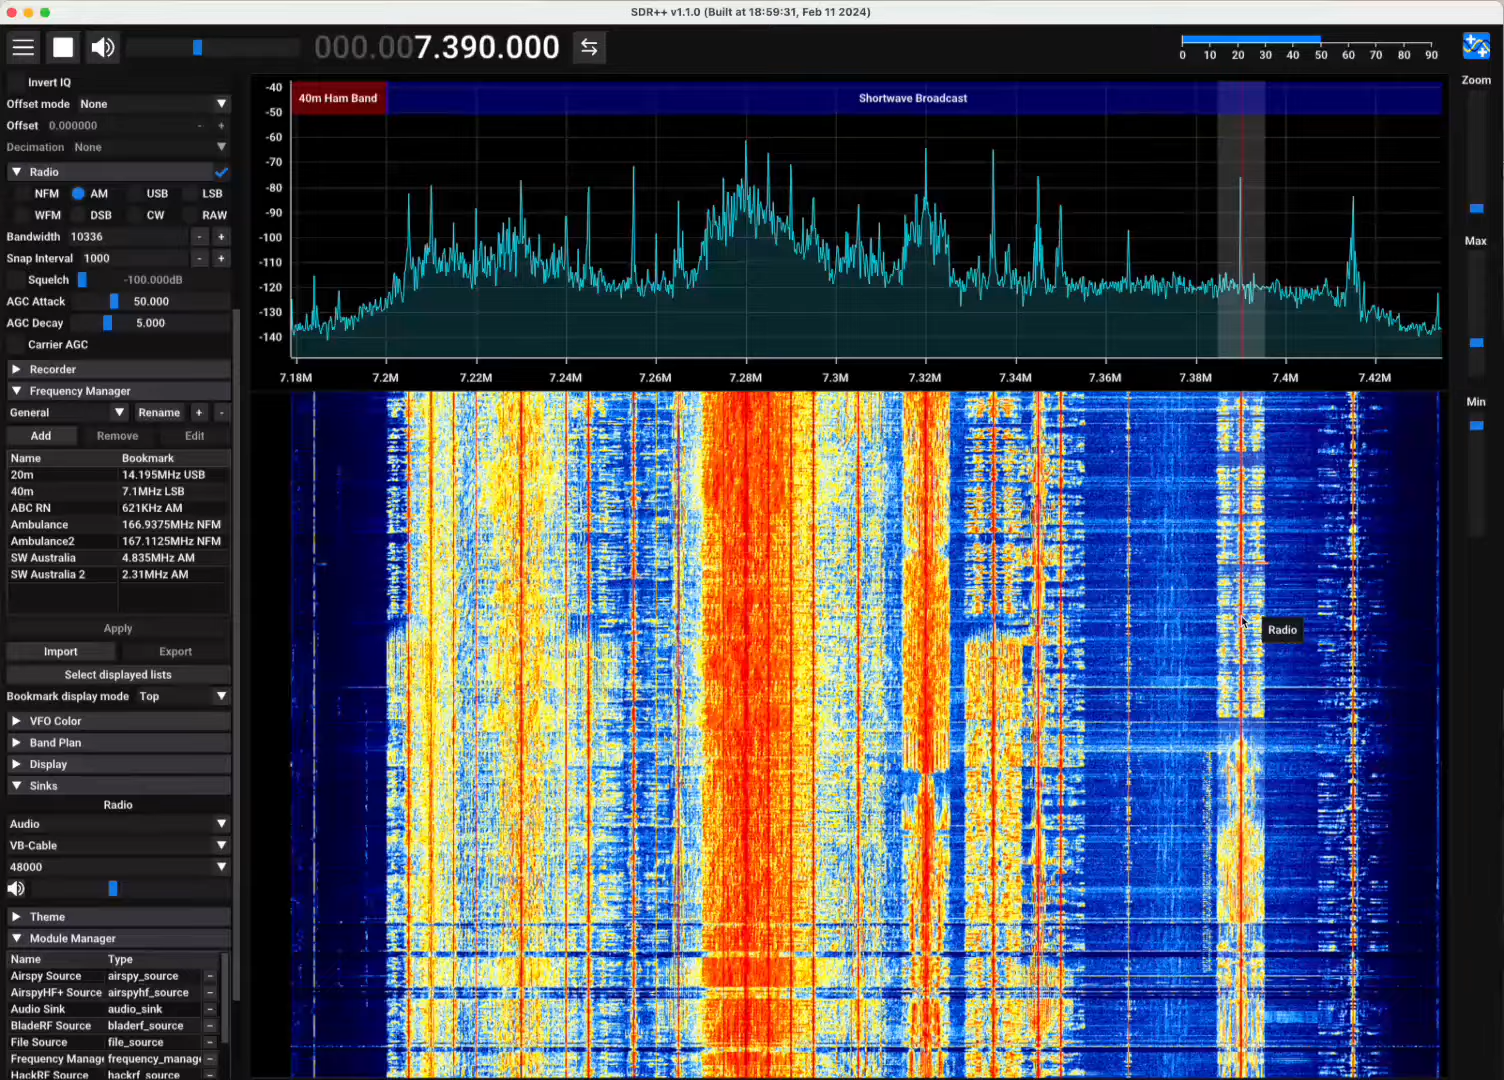 SDR++ v1.1.0 (Built at 18:59:31, Feb 11 2024)
000.007.390.000
0 10 20 30 40 50 60 70 80 90
Invert IQ
Offset mode None
Offset 0.000000 - +
Decimation None
Radio
NFM AM USB LSB
WFM DSB CW RAW
Bandwidth 10336 - +
Snap Interval 1000 - +
Squelch -100.000dB
AGC Attack 50.000
AGC Decay 5.000
Carrier AGC
Recorder
Frequency Manager
General Rename + -
Add Remove Edit
Name Bookmark
20m 14.195MHz USB
40m 7.1MHz LSB
ABC RN 621KHz AM
Ambulance 166.9375MHz NFM
Ambulance2 167.1125MHz NFM
SW Australia 4.835MHz AM
SW Australia 2 2.31MHz AM
Apply
Import Export
Select displayed lists
Bookmark display mode Top
VFO Color
Band Plan
Display
Sinks
Radio
Audio
VB-Cable
48000
Theme
Module Manager
Name Type
Airspy Source airspy_source -
AirspyHF+ Source airspyhf_source -
Audio Sink audio_sink -
BladeRF Source bladerf_source -
File Source file_source -
Frequency Manag frequency_manag -
HackRF Source hackrf_source -
40m Ham Band
Shortwave Broadcast
-40
-50
-60
-70
-80
-90
-100
-110
-120
-130
-140
7.18M 7.2M 7.22M 7.24M 7.26M 7.28M 7.3M 7.32M 7.34M 7.36M 7.38M 7.4M 7.42M
Radio
Zoom
Max
Min